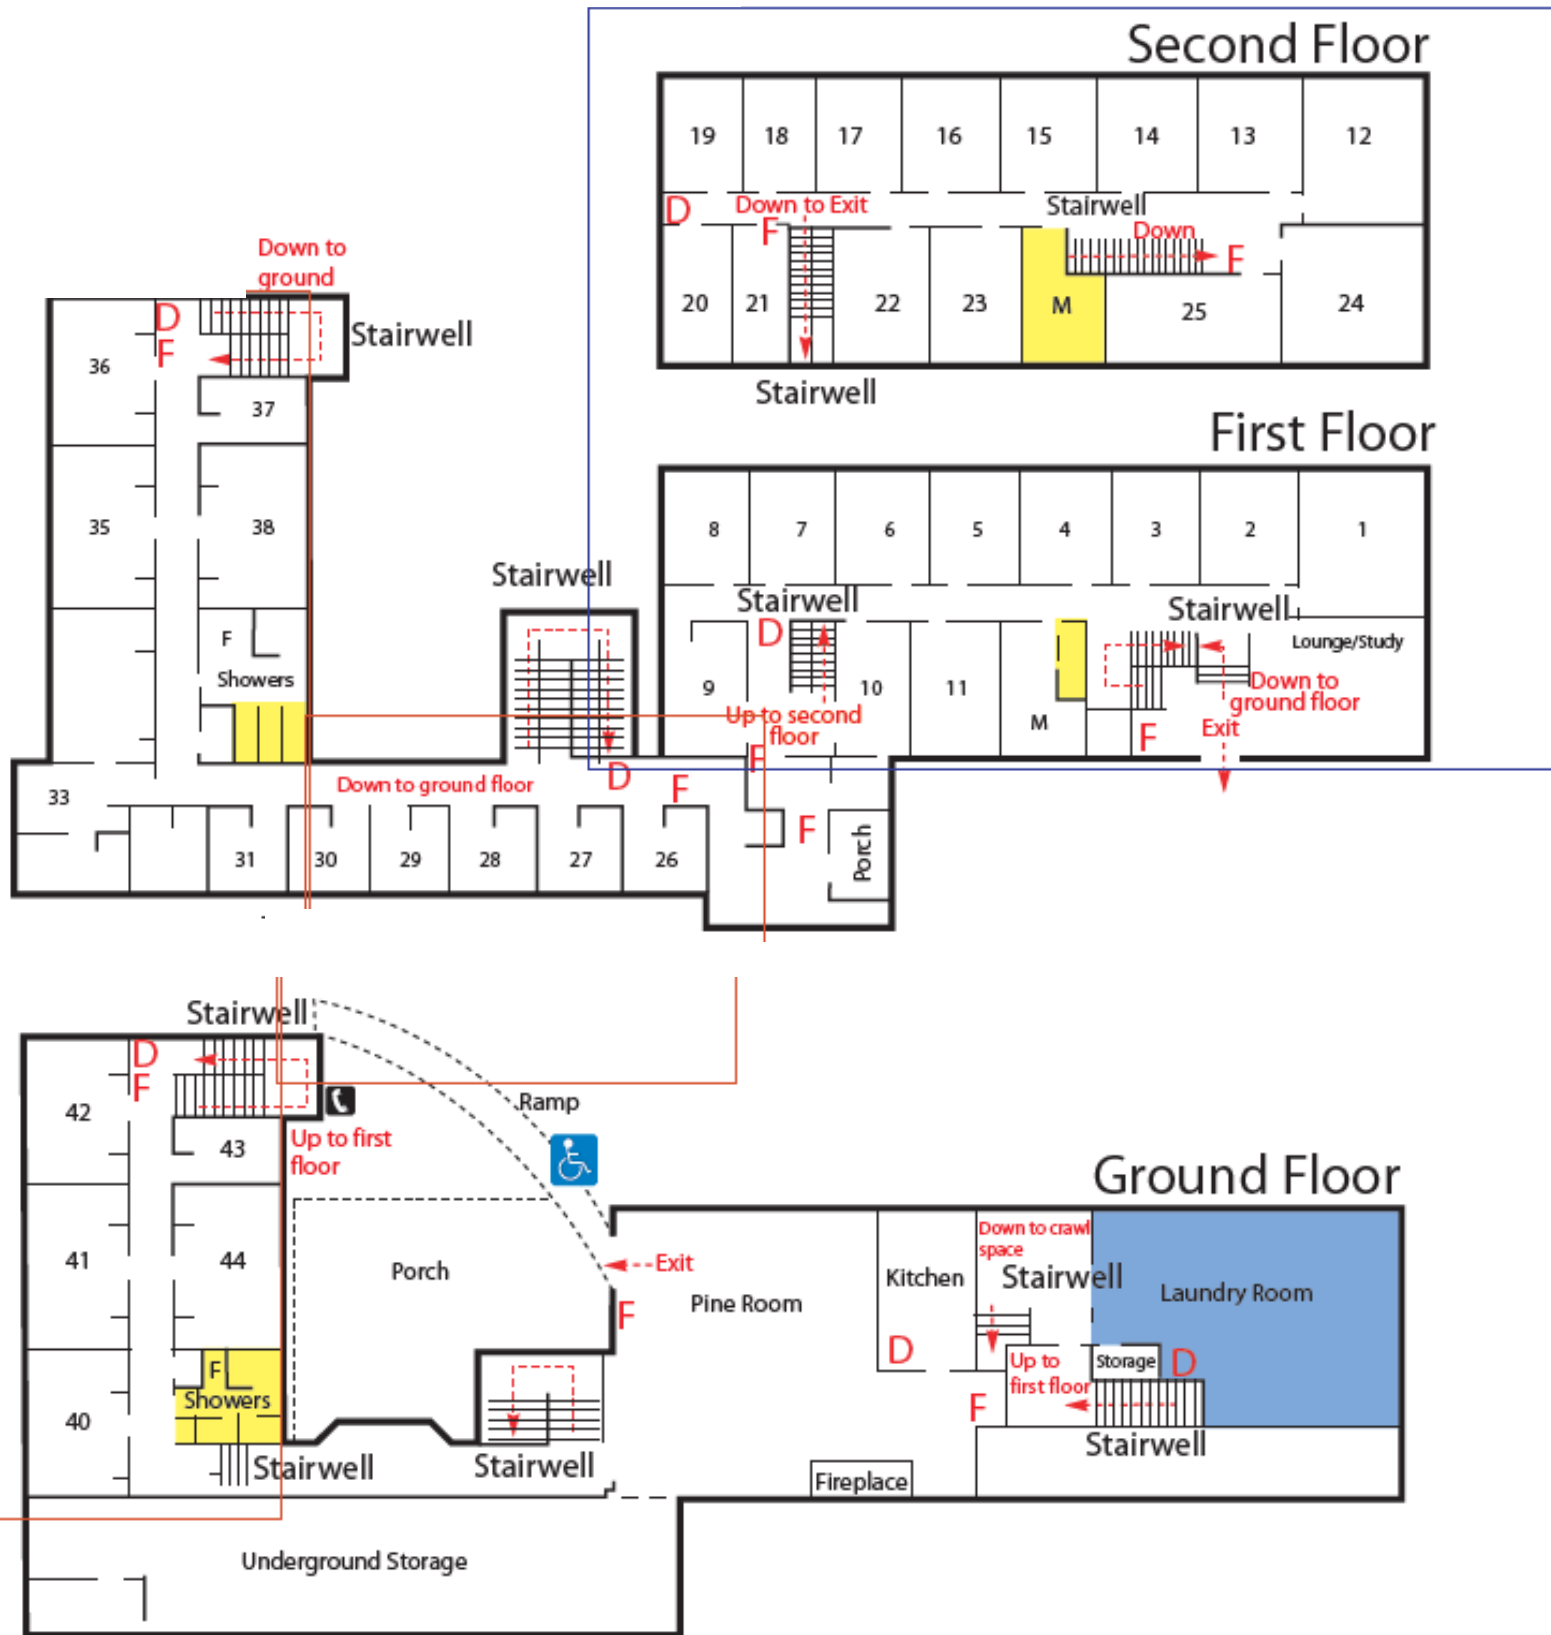 Second Floor
19 18 17 16 15 14 13 12
Stairwell
D Down to Exit
F
Down
F
20 21 22 23 M 25 24
Stairwell
Down to
ground
D
F
Stairwell
36
37
35
38
F
Showers
First Floor
8 7 6 5 4 3 2 1
Stairwell
Stairwell
Stairwell
D
Lounge/Study
9 10 11
M
Up to second
floor
Down to
ground floor
Exit
F
F
33
Down to ground floor
D
F
F
Porch
31 30 29 28 27 26
Stairwell
D
F
42
43
Up to first
floor
Ramp
Ground Floor
41
44
Porch
Exit
F
Pine Room
Kitchen
D
Down to crawl
space
Stairwell
Laundry Room
Up to
first floor
Storage
D
F
Stairwell
F
Showers
40
Stairwell
Stairwell
Fireplace
Underground Storage